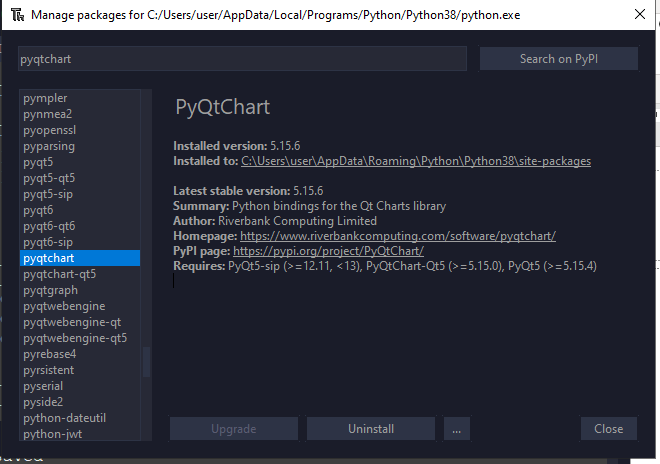 Manage packages for C:/Users/user/AppData/Local/Programs/Python/Python38/python.exe
pyqtchart
Search on PyPI
pympler
pynmea2
pyopenssl
pyparsing
pyqt5
pyqt5-qt5
pyqt5-sip
pyqt6
pyqt6-qt6
pyqt6-sip
pyqtchart
pyqtchart-qt5
pyqtgraph
pyqtwebengine
pyqtwebengine-qt
pyqtwebengine-qt5
pyrebase4
pyrsistent
pyserial
pyside2
python-dateutil
python-jwt
PyQtChart
Installed version: 5.15.6
Installed to: C:\Users\user\AppData\Roaming\Python\Python38\site-packages
Latest stable version: 5.15.6
Summary: Python bindings for the Qt Charts library
Author: Riverbank Computing Limited
Homepage: https://www.riverbankcomputing.com/software/pyqtchart/
PyPI page: https://pypi.org/project/PyQtChart/
Requires: PyQt5-sip (>=12.11, <13), PyQtChart-Qt5 (>=5.15.0), PyQt5 (>=5.15.4)
Upgrade
Uninstall
...
Close